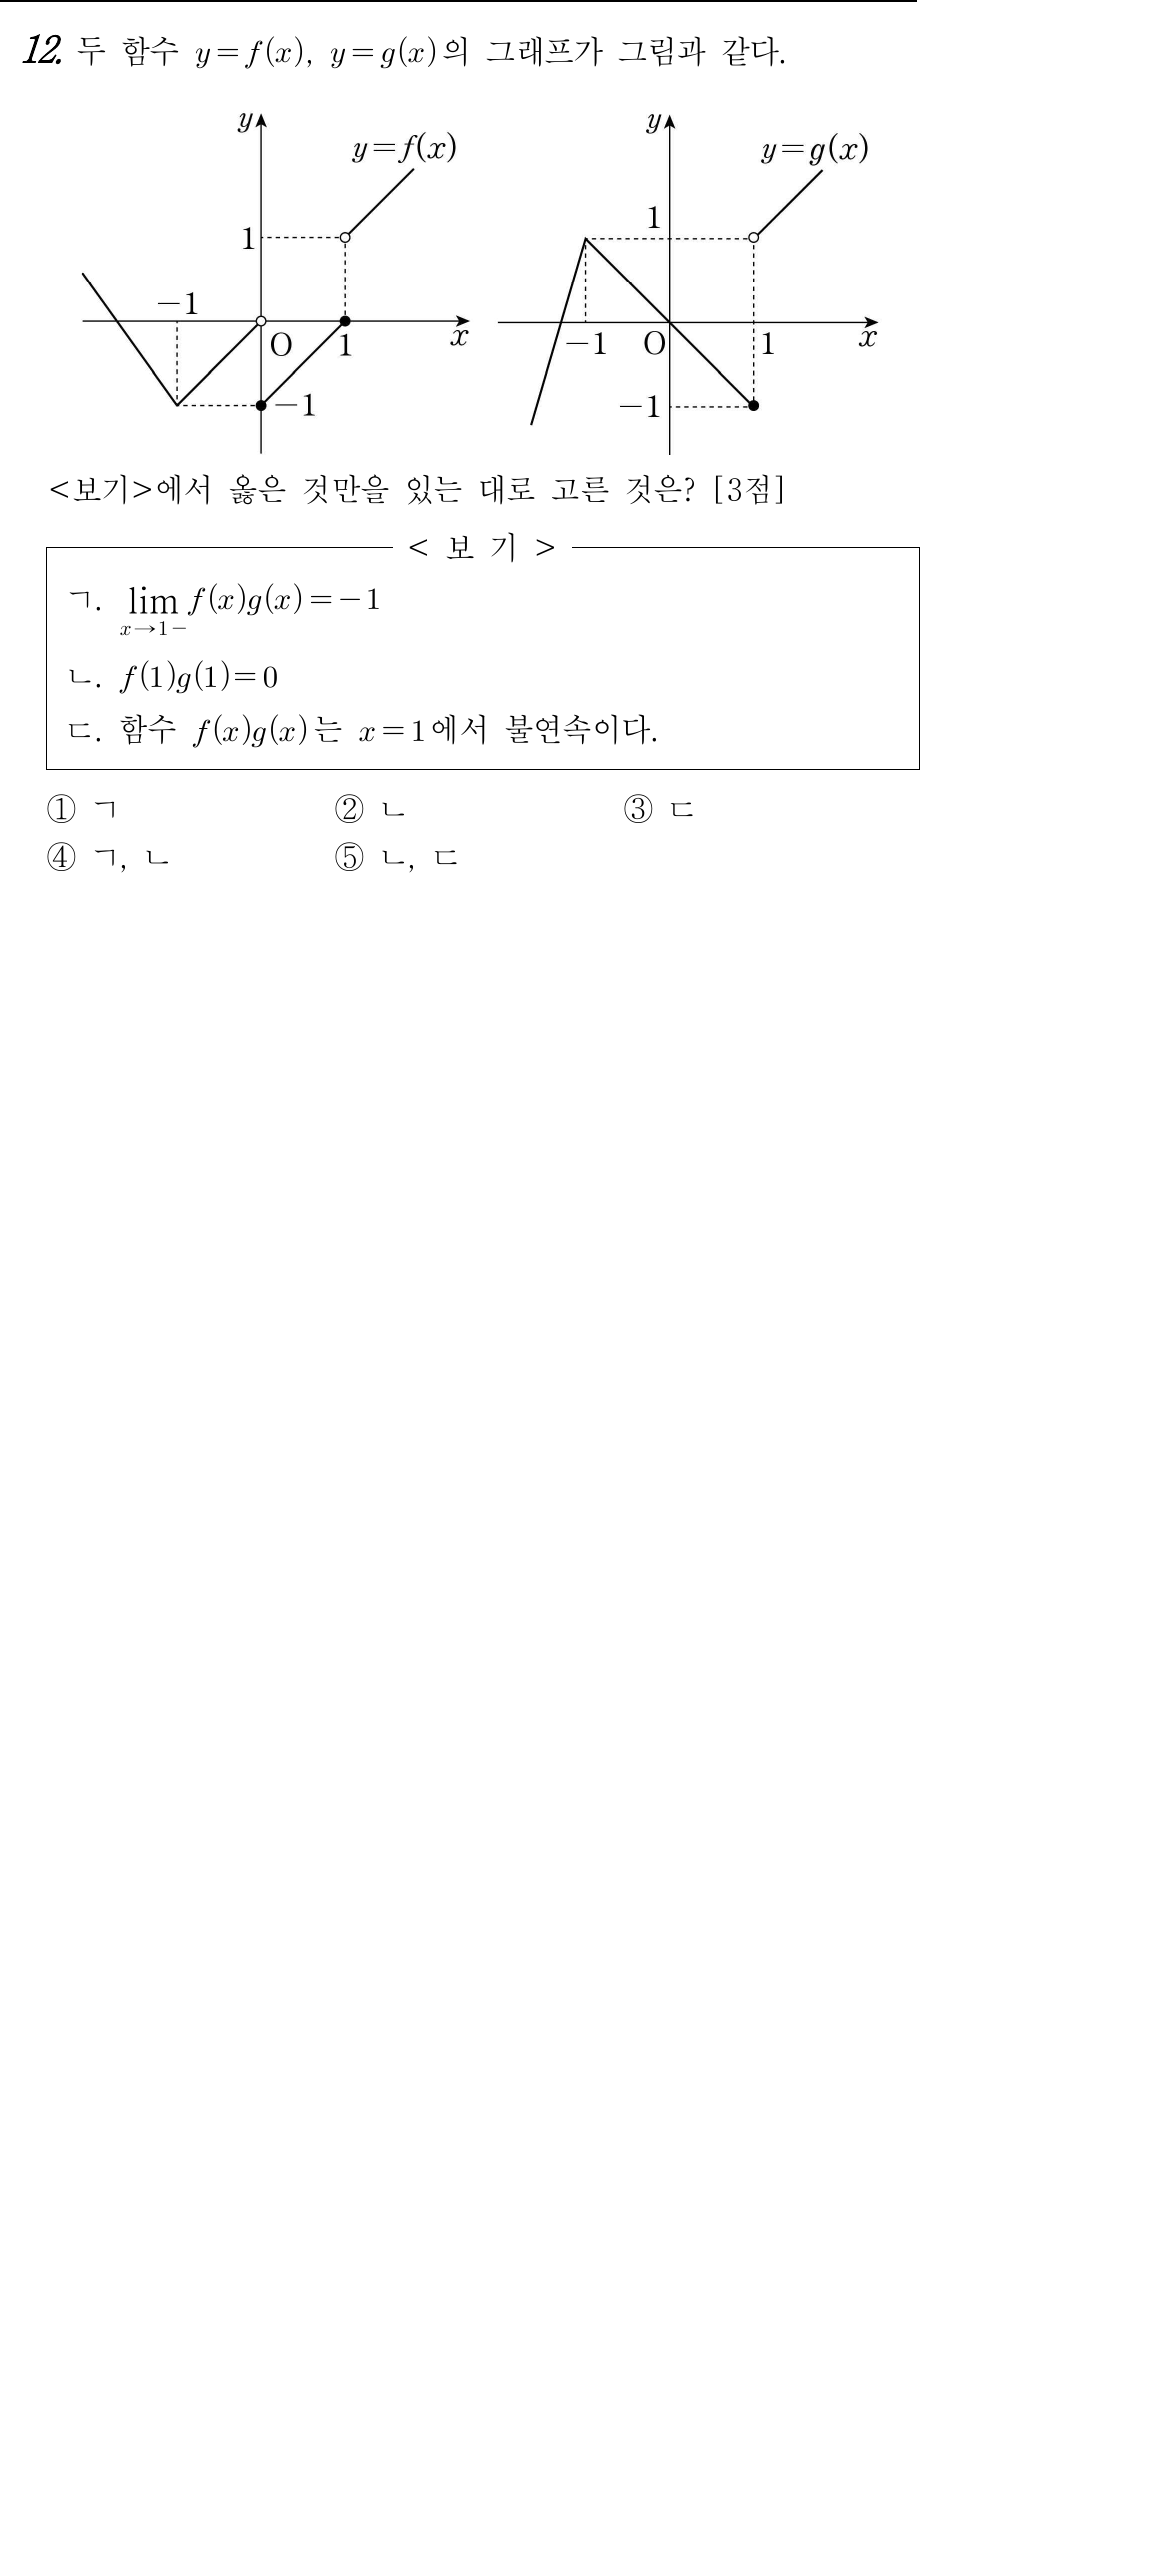 12. 두 함수 y=f(x), y=g(x)의 그래프가 그림과 같다.
y
y=f(x)
1
-1
O
1
x
-1
y
y=g(x)
1
-1
O
1
x
-1
<보기>에서 옳은 것만을 있는 대로 고른 것은? [3점]
< 보 기 >
ㄱ. lim f(x)g(x)=-1
x→1-
ㄴ. f(1)g(1)=0
ㄷ. 함수 f(x)g(x)는 x=1에서 불연속이다.
① ㄱ ② ㄴ ③ ㄷ
④ ㄱ, ㄴ ⑤ ㄴ, ㄷ